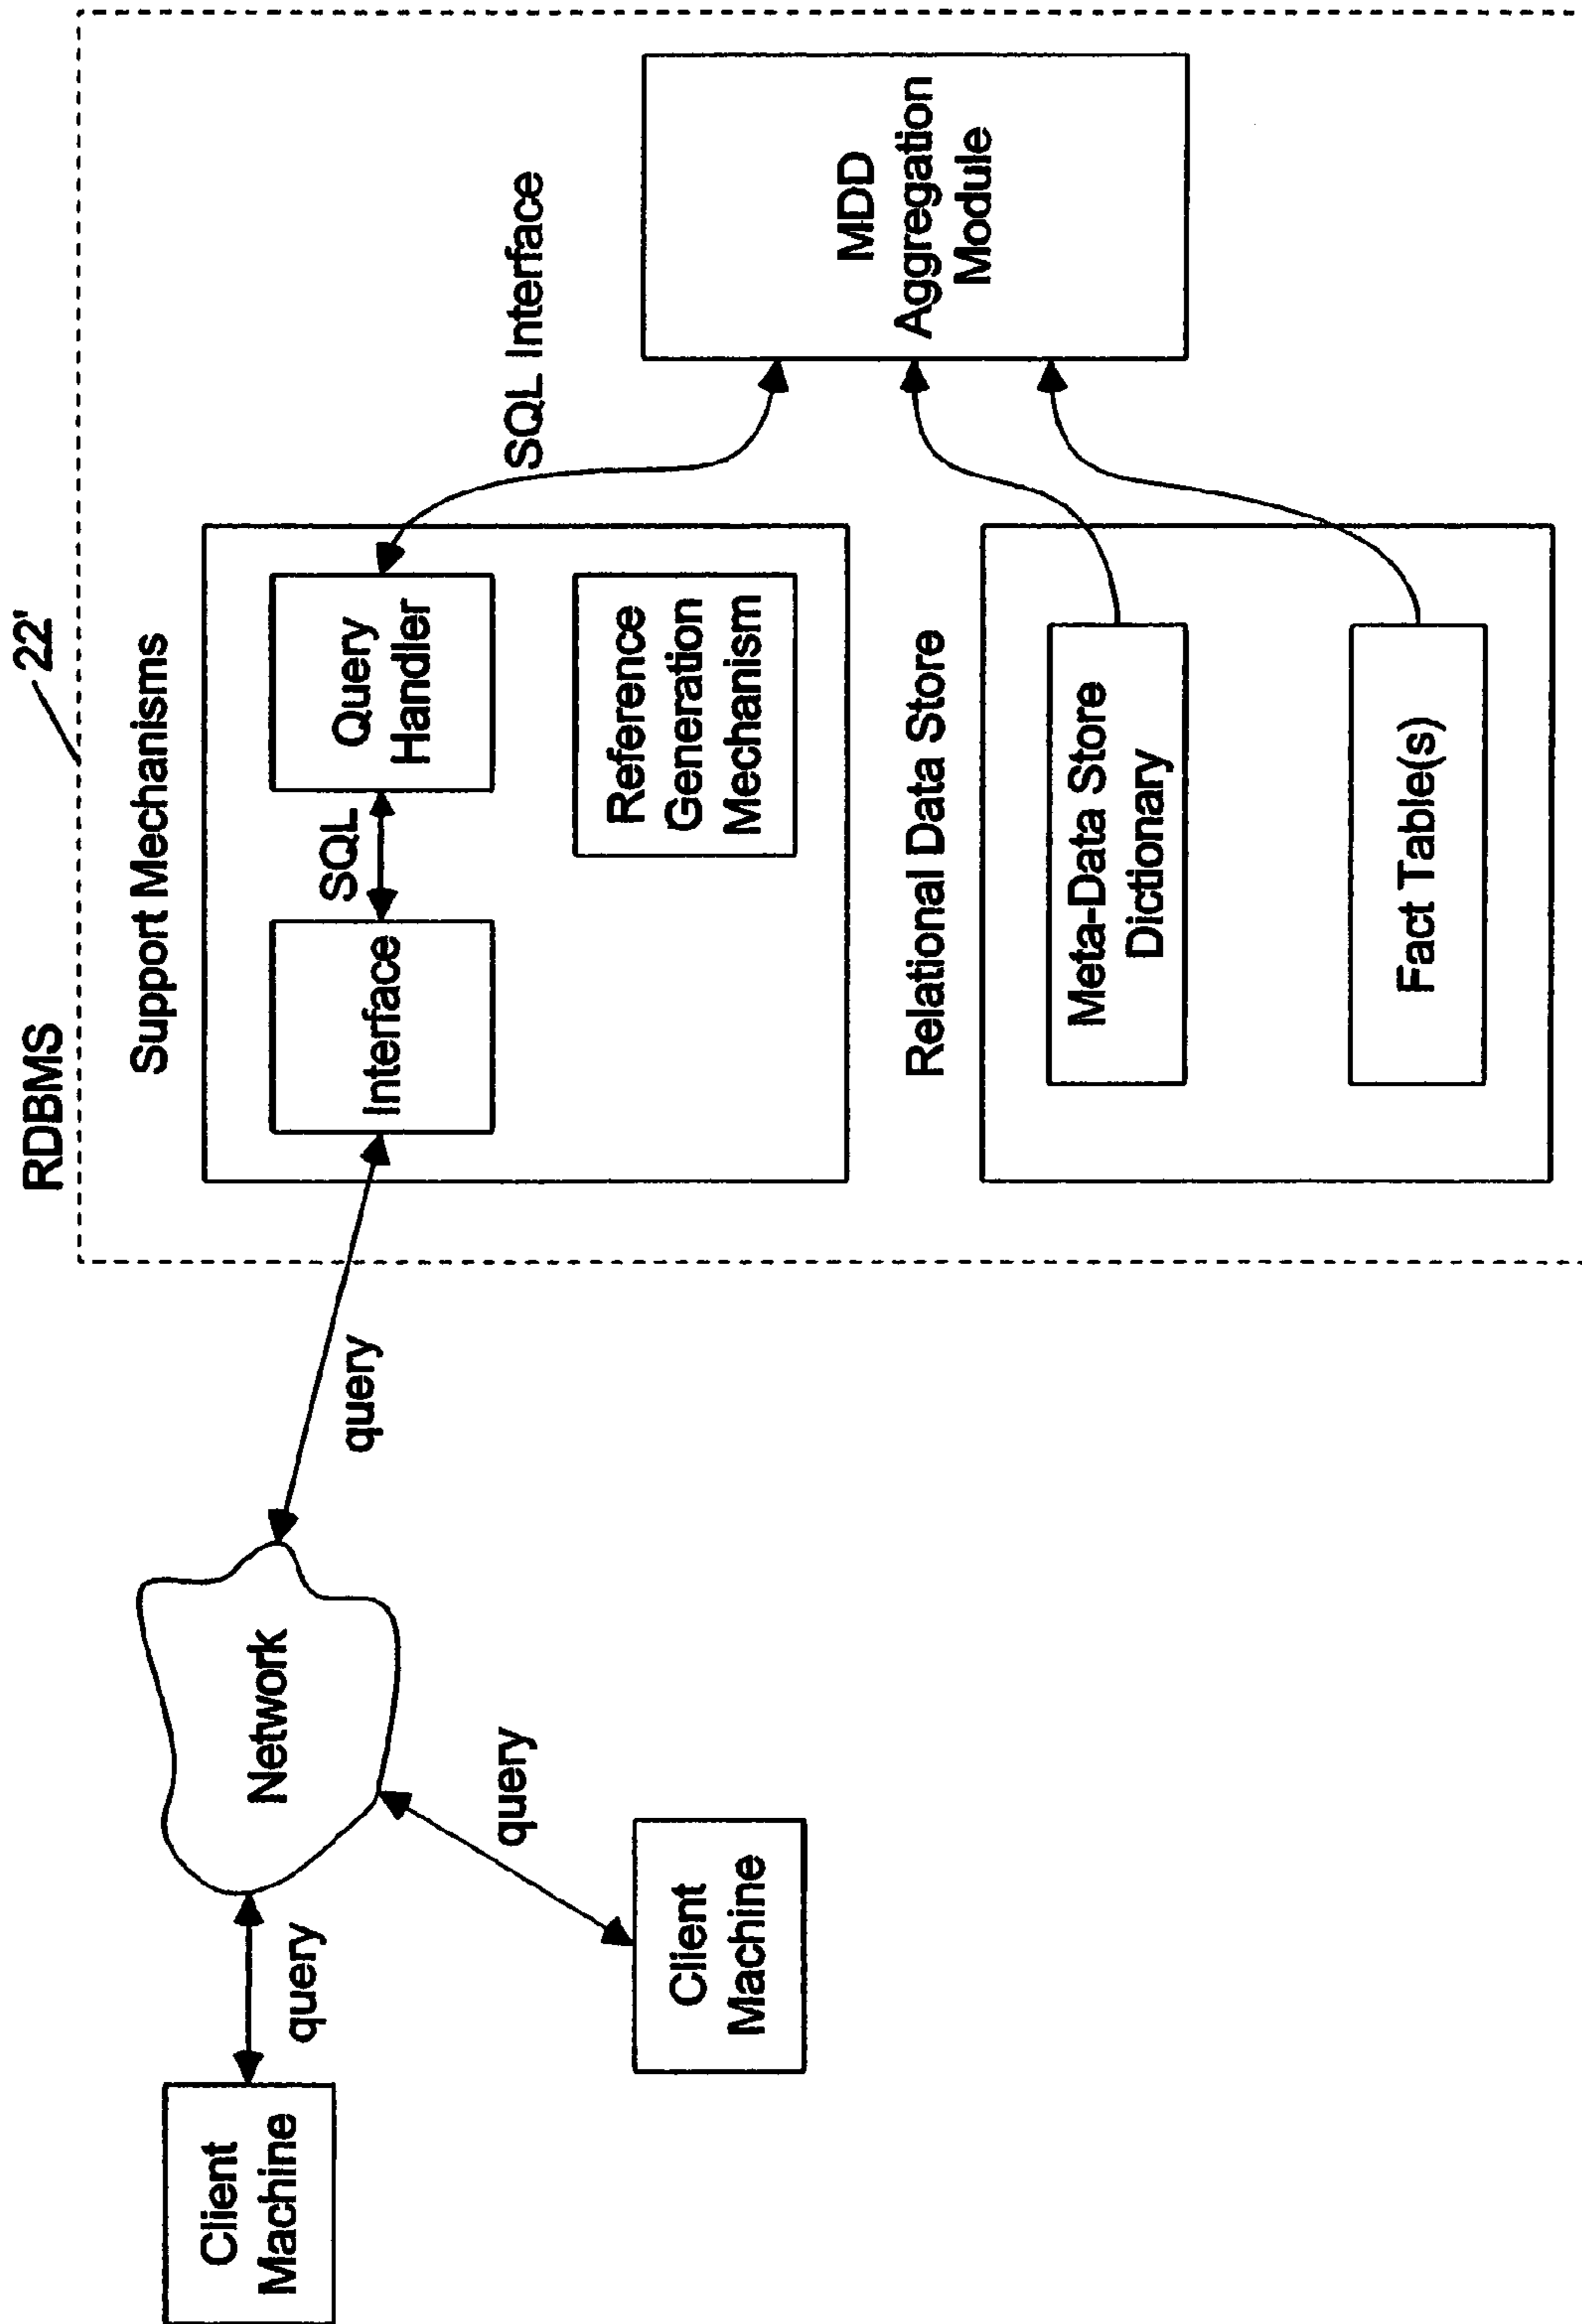 RDBMS
22'
Support Mechanisms
Interface
SQL
Query
Handler
Reference
Generation
Mechanism
SQL Interface
MDD
Aggregation
Module
Relational Data Store
Meta-Data Store
Dictionary
Fact Table(s)
query
Network
query
Client
Machine
query
Client
Machine